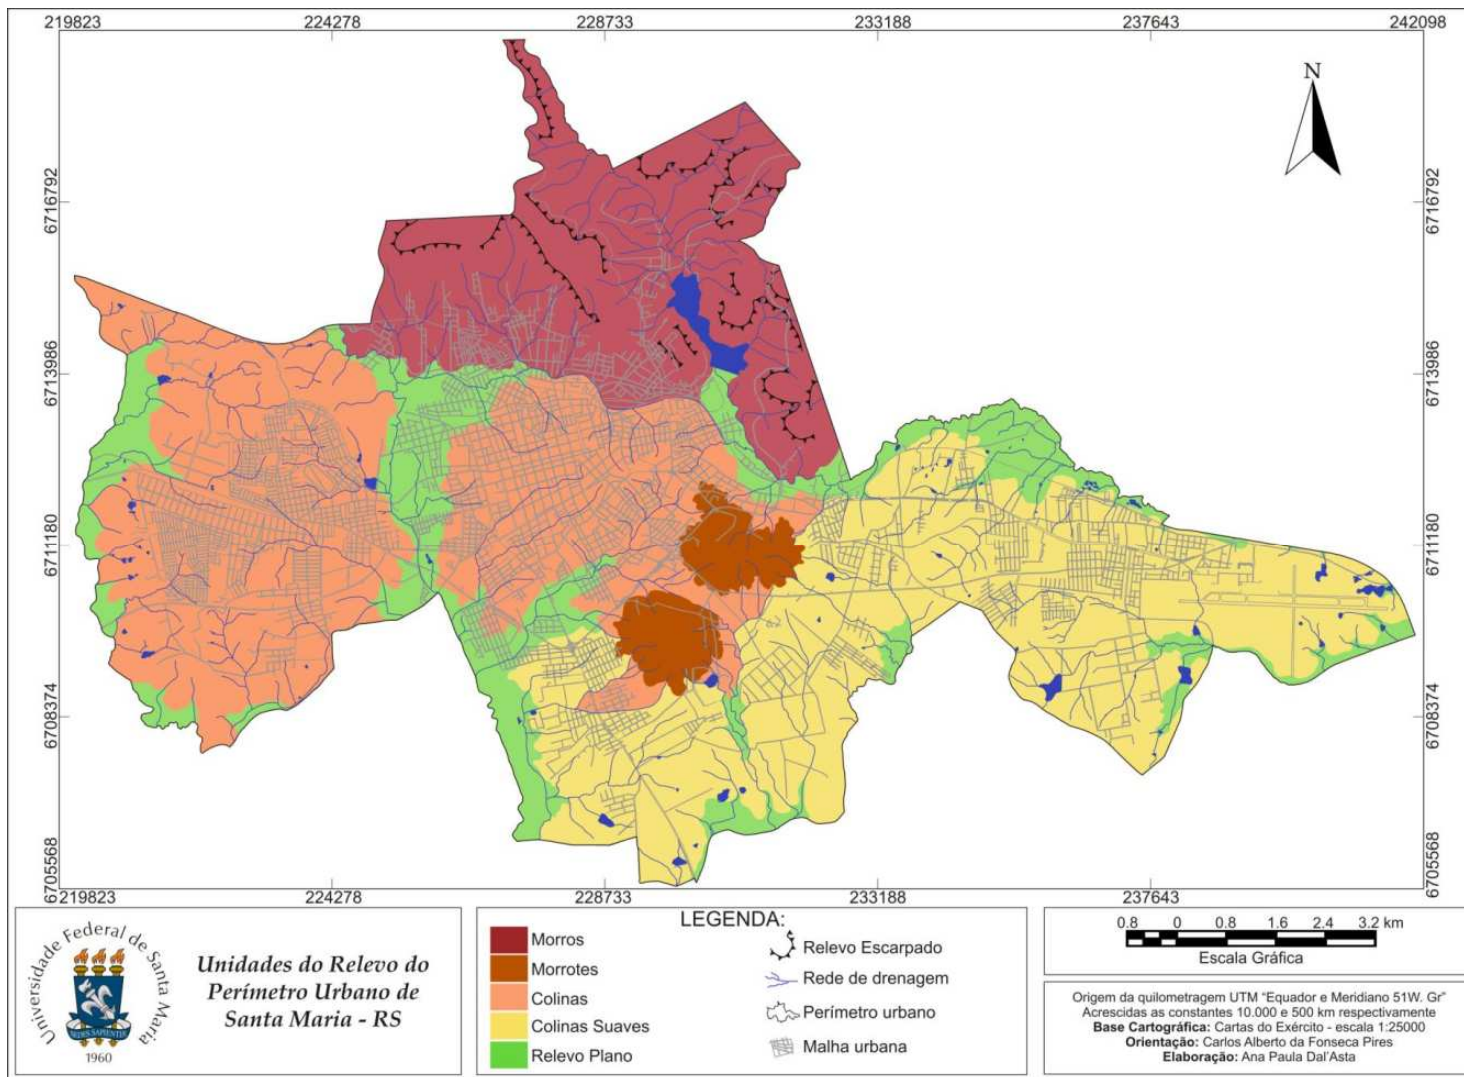 219823
224278
228733
233188
237643
242098
6716792
6716792
6713986
6713986
6711180
6711180
6708374
6708374
6705568
6705568
N
6219823
224278
228733
233188
237643
Universidade Federal de Santa Maria
SEDES SAPIENTIAE
1960
Unidades do Relevo do
Perímetro Urbano de
Santa Maria - RS
LEGENDA:
Morros
Morrotes
Colinas
Colinas Suaves
Relevo Plano
Relevo Escarpado
Rede de drenagem
Perímetro urbano
Malha urbana
0.8 0 0.8 1.6 2.4 3.2 km
Escala Gráfica
Origem da quilometragem UTM "Equador e Meridiano 51W. Gr"
Acrescidas as constantes 10.000 e 500 km respectivamente
Base Cartográfica: Cartas do Exército - escala 1:25000
Orientação: Carlos Alberto da Fonseca Pires
Elaboração: Ana Paula Dal'Asta